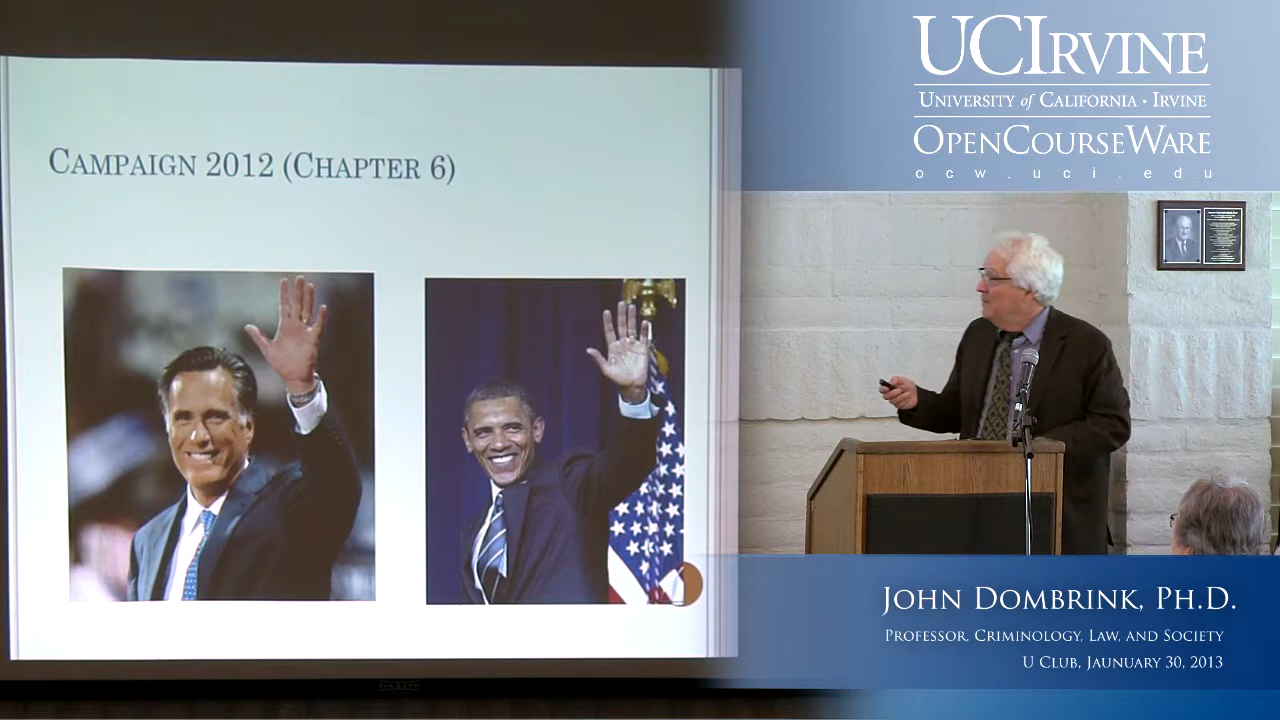 CAMPAIGN 2012 (CHAPTER 6)
UCIRVINE
UNIVERSITY of CALIFORNIA · IRVINE
OPENCOURSEWARE
ocw.uci.edu
JOHN DOMBRINK, PH.D.
PROFESSOR, CRIMINOLOGY, LAW, AND SOCIETY
U CLUB, JAUNUARY 30, 2013